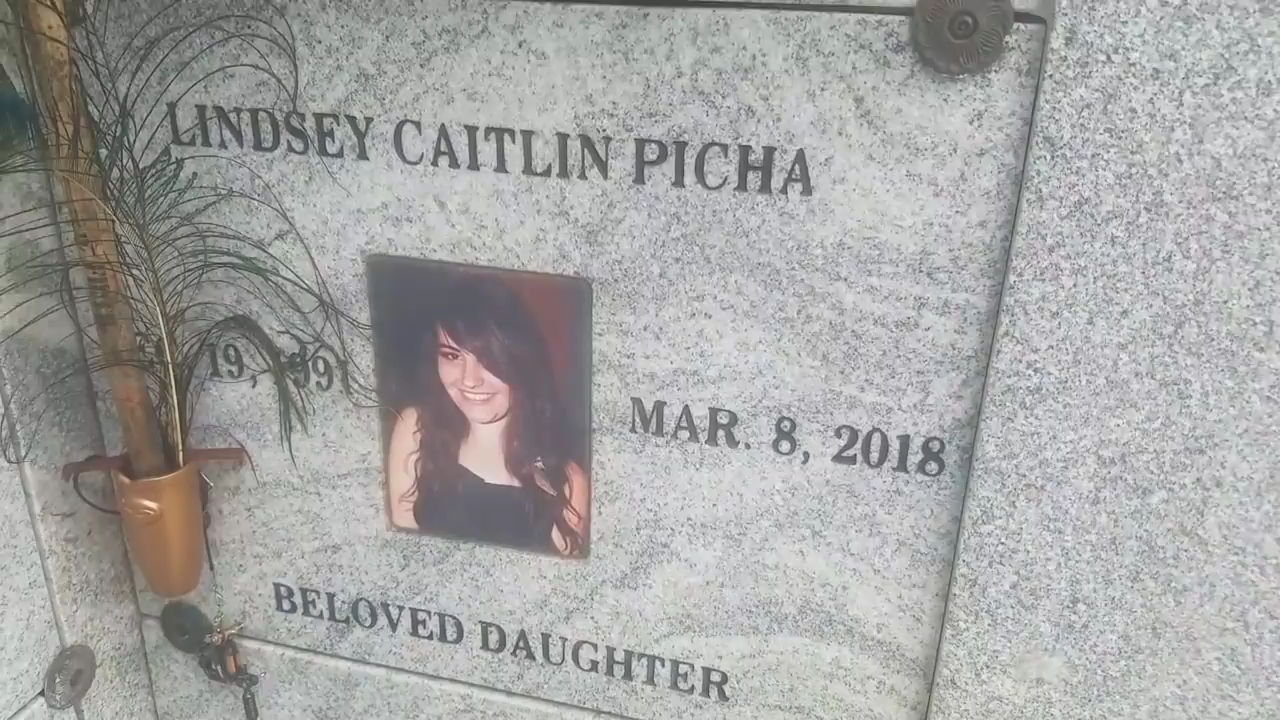 LINDSEY CAITLIN PICHA
19,
MAR. 8, 2018
BELOVED DAUGHTER